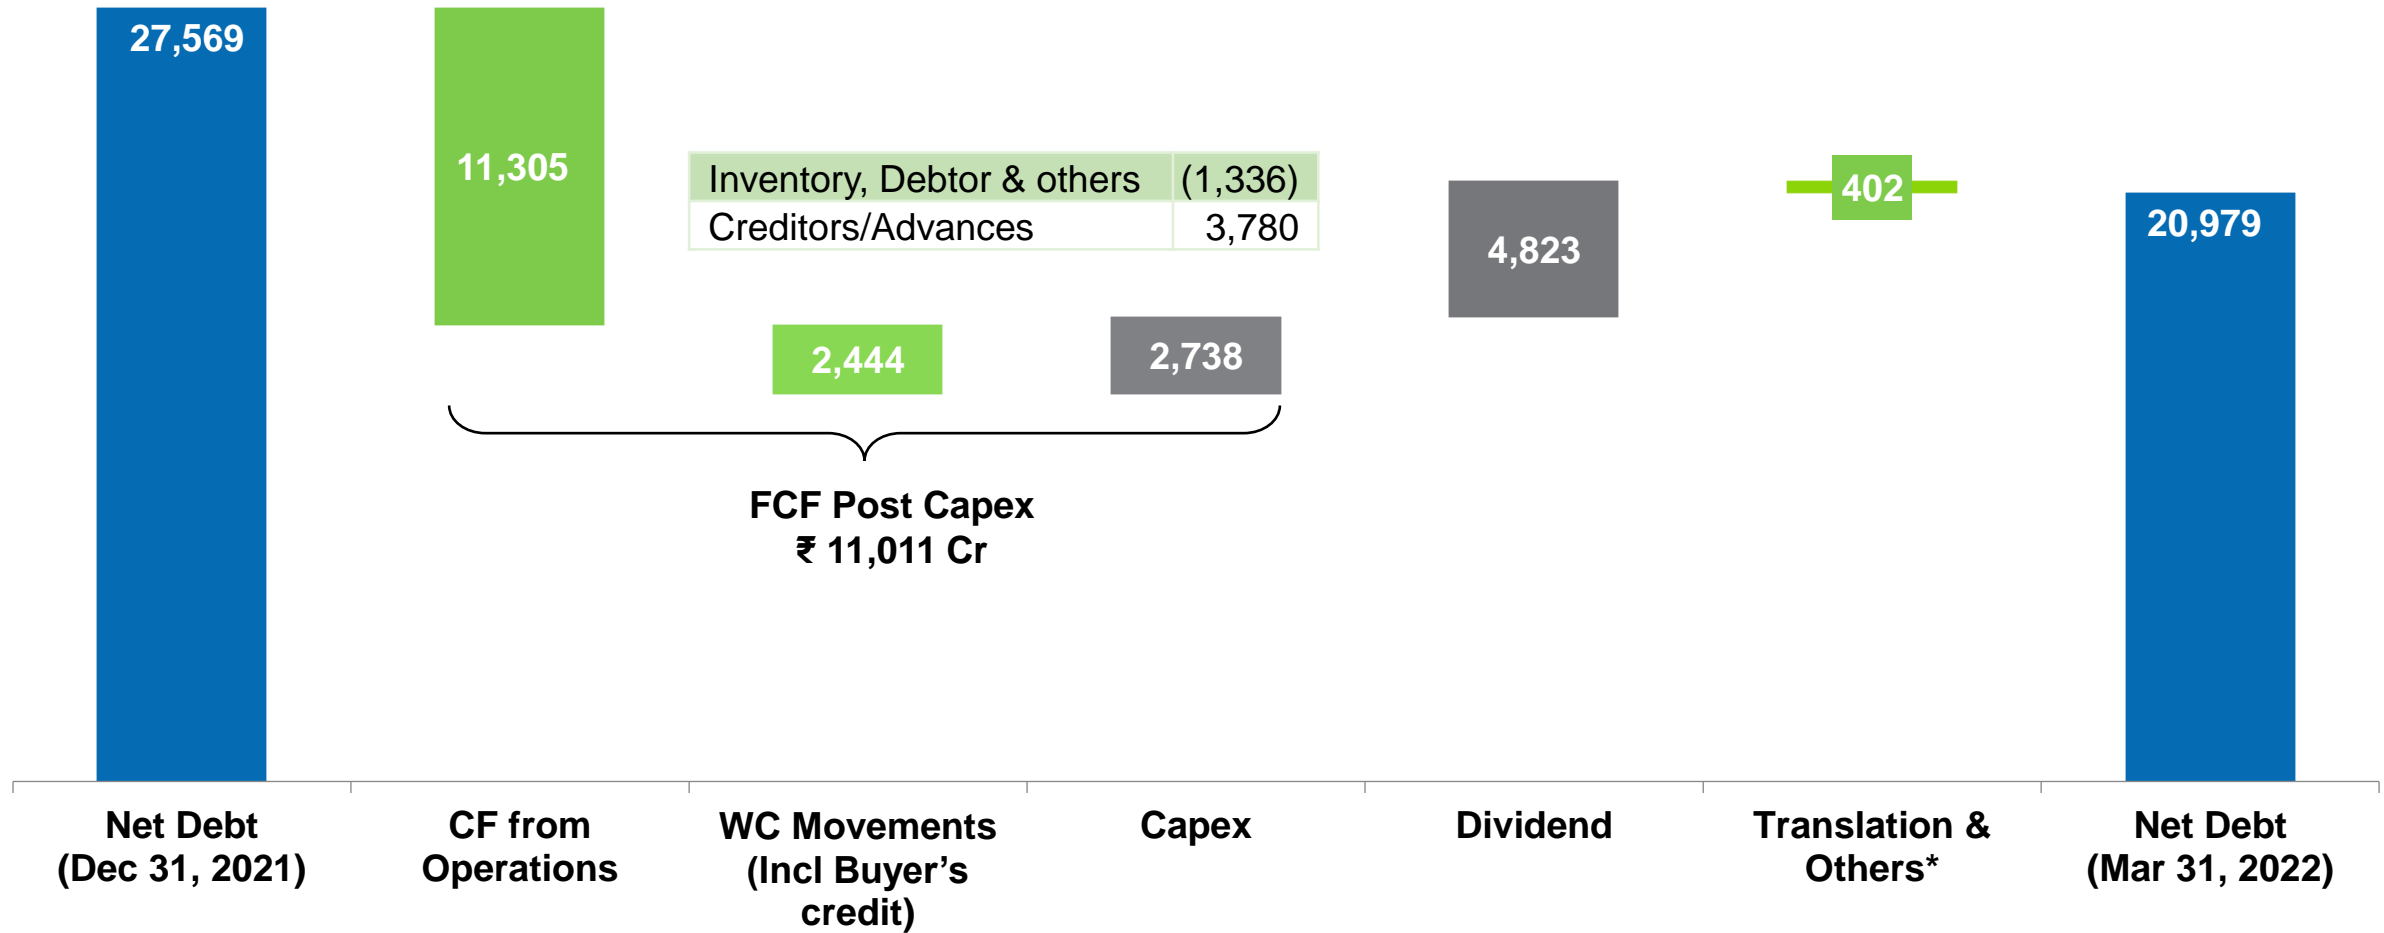 27,569
11,305
Inventory, Debtor & others (1,336)
Creditors/Advances 3,780
2,444
2,738
4,823
402
20,979
FCF Post Capex
₹ 11,011 Cr
Net Debt
(Dec 31, 2021)
CF from
Operations
WC Movements
(Incl Buyer’s
credit)
Capex
Dividend
Translation &
Others*
Net Debt
(Mar 31, 2022)